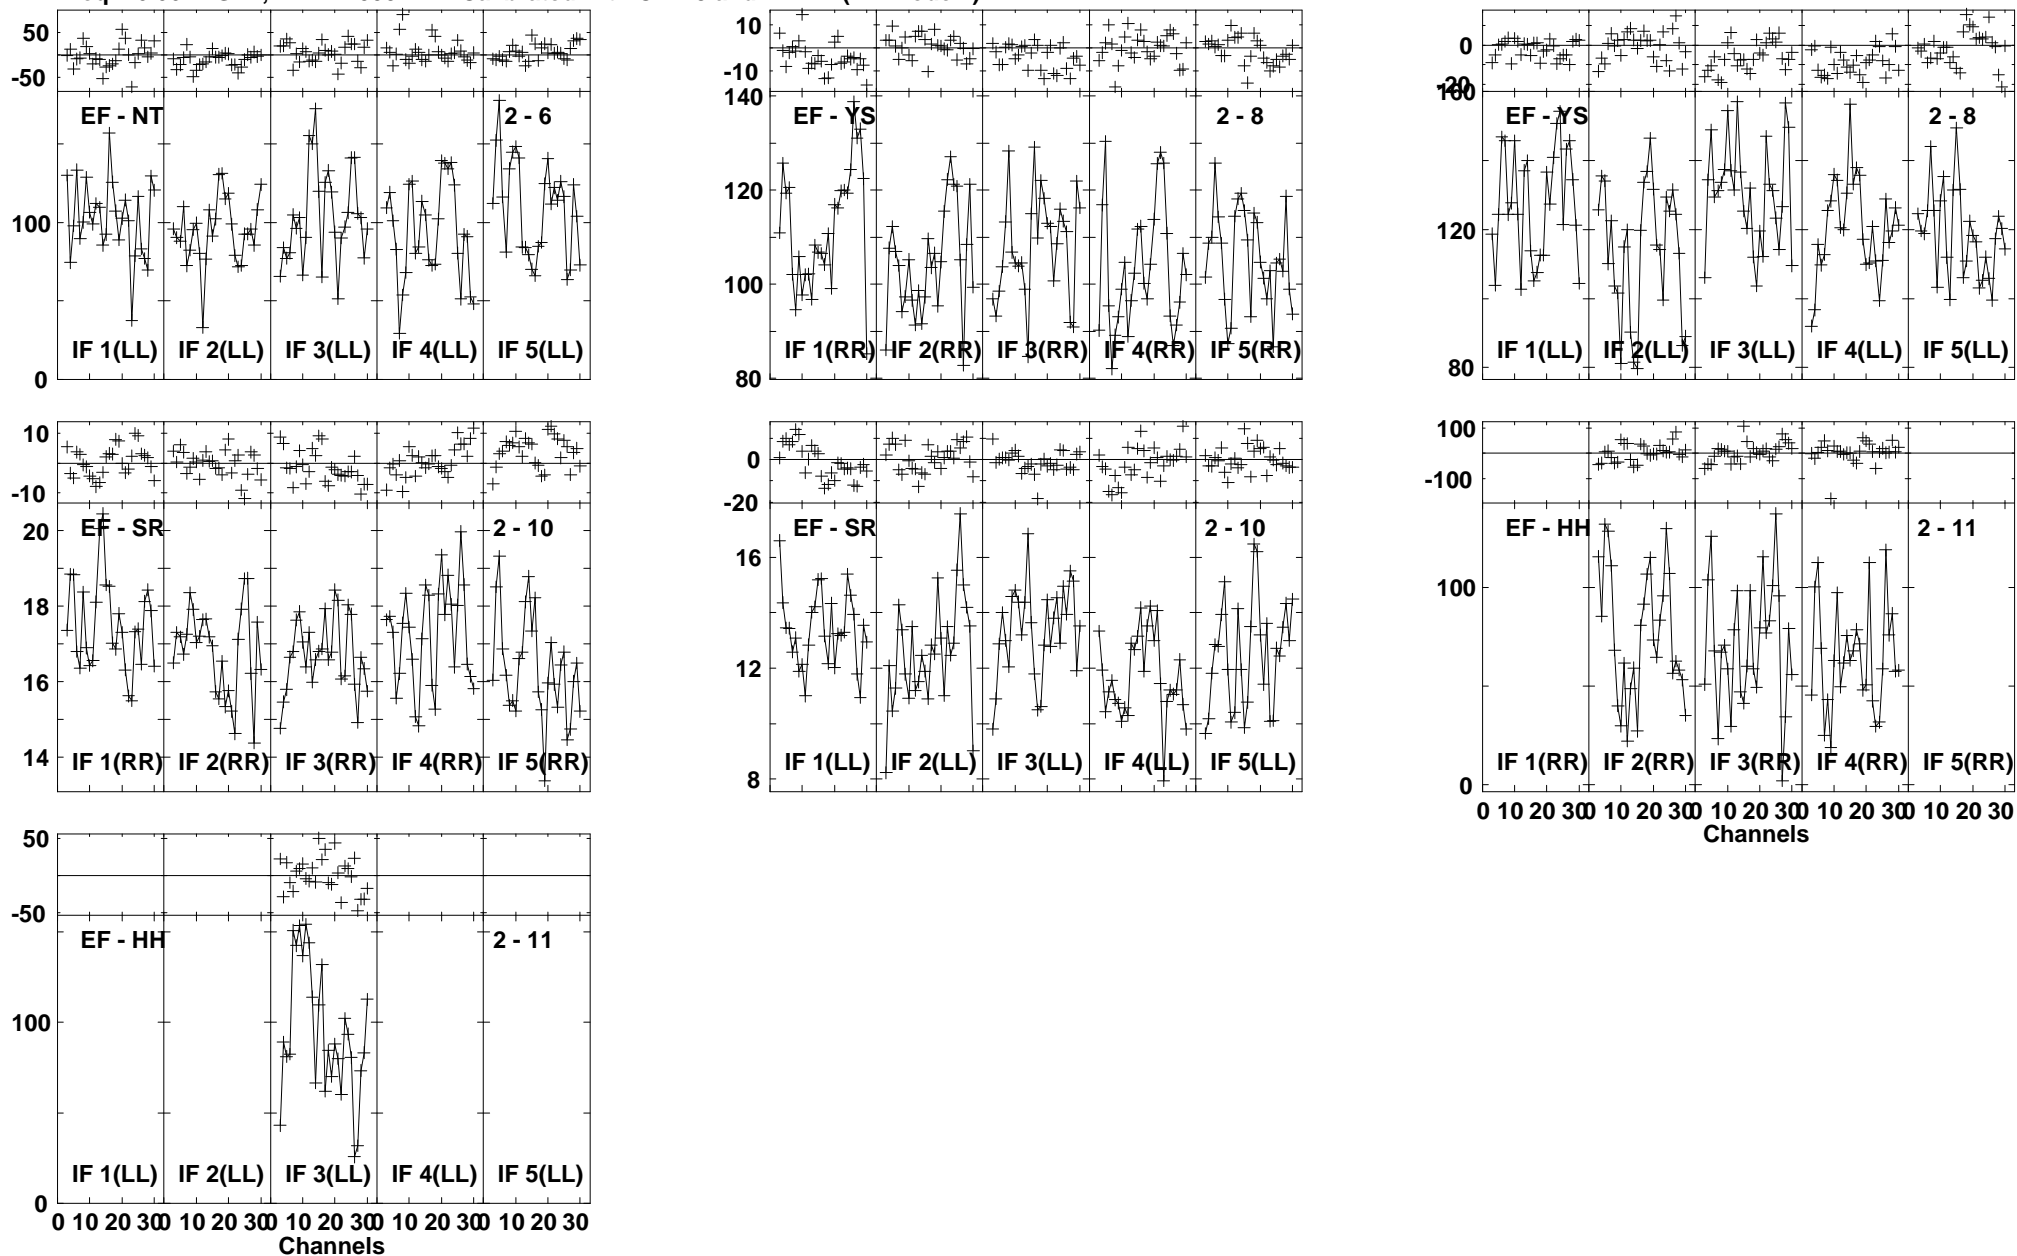 50
-50
EF - NT
2 - 6
100
IF 1(LL) IF 2(LL) IF 3(LL) IF 4(LL) IF 5(LL)
0
10
-10
140
EF - YS
2 - 8
120
100
IF 1(RR) IF 2(RR) IF 3(RR) IF 4(RR) IF 5(RR)
80
0
-20
160
EF - YS
2 - 8
120
IF 1(LL) IF 2(LL) IF 3(LL) IF 4(LL) IF 5(LL)
80
10
-10
20
EF - SR
2 - 10
18
16
14
IF 1(RR) IF 2(RR) IF 3(RR) IF 4(RR) IF 5(RR)
0
-20
EF - SR
2 - 10
16
12
IF 1(LL) IF 2(LL) IF 3(LL) IF 4(LL) IF 5(LL)
8
100
-100
EF - HH
2 - 11
100
IF 1(RR) IF 2(RR) IF 3(RR) IF 4(RR) IF 5(RR)
0
0 10 20 30 0 10 20 30 0 10 20 30 0 10 20 30 0 10 20 30
Channels
50
-50
EF - HH
2 - 11
100
IF 1(LL) IF 2(LL) IF 3(LL) IF 4(LL) IF 5(LL)
0
0 10 20 30 0 10 20 30 0 10 20 30 0 10 20 30 0 10 20 30
Channels